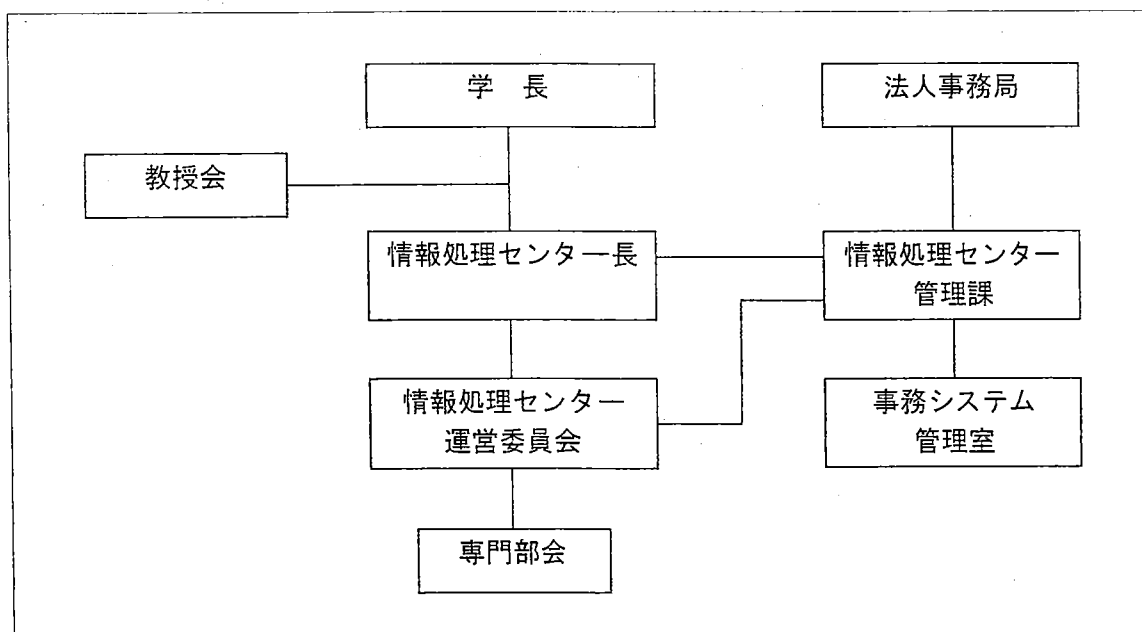 学　長
法人事務局
教授会
情報処理センター長
情報処理センター
管理課
情報処理センター
運営委員会
事務システム
管理室
専門部会